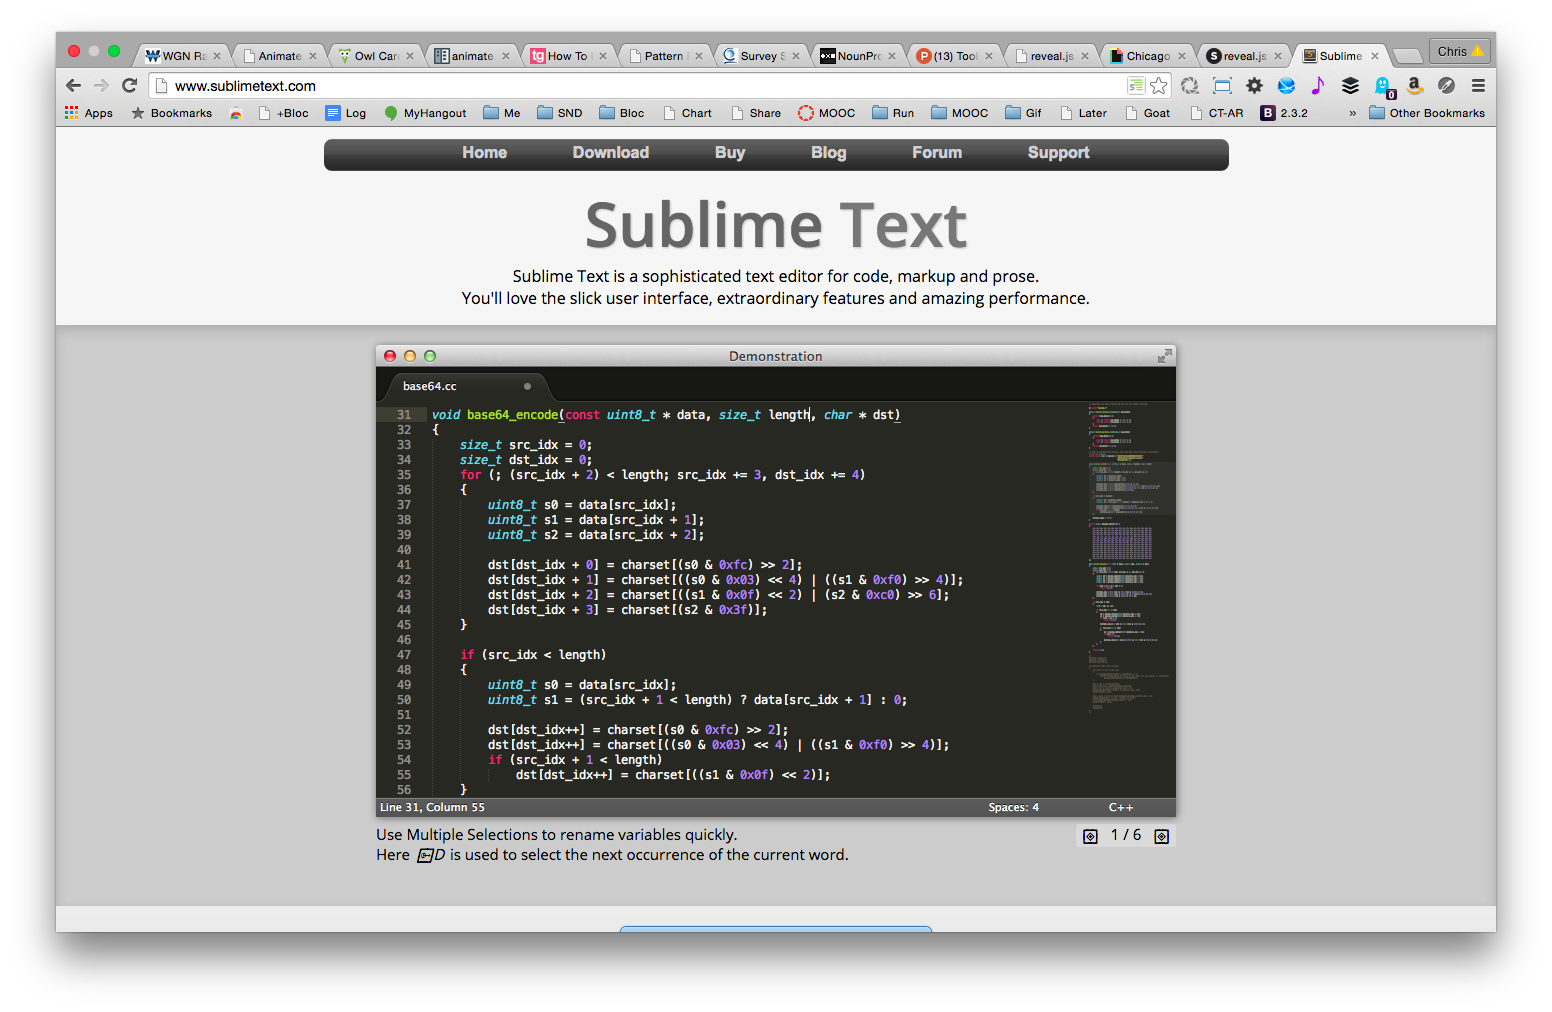 WGN Ra
Animate
Owl Car
animate
How To
Pattern
Survey S
NounPro
(13) Tool
reveal.js
Chicago
reveal.js
Sublime
Chris
www.sublimetext.com
Apps
Bookmarks
+Bloc
Log
MyHangout
Me
SND
Bloc
Chart
Share
MOOC
Run
MOOC
Gif
Later
Goat
CT-AR
B 2.3.2
»
Other Bookmarks
Home
Download
Buy
Blog
Forum
Support
Sublime Text
Sublime Text is a sophisticated text editor for code, markup and prose.
You'll love the slick user interface, extraordinary features and amazing performance.
Demonstration
base64.cc
31 void base64_encode(const uint8_t * data, size_t length, char * dst)
32 {
33     size_t src_idx = 0;
34     size_t dst_idx = 0;
35     for (; (src_idx + 2) < length; src_idx += 3, dst_idx += 4)
36     {
37         uint8_t s0 = data[src_idx];
38         uint8_t s1 = data[src_idx + 1];
39         uint8_t s2 = data[src_idx + 2];
40
41         dst[dst_idx + 0] = charset[(s0 & 0xfc) >> 2];
42         dst[dst_idx + 1] = charset[((s0 & 0x03) << 4) | ((s1 & 0xf0) >> 4)];
43         dst[dst_idx + 2] = charset[((s1 & 0x0f) << 2) | (s2 & 0xc0) >> 6];
44         dst[dst_idx + 3] = charset[(s2 & 0x3f)];
45     }
46
47     if (src_idx < length)
48     {
49         uint8_t s0 = data[src_idx];
50         uint8_t s1 = (src_idx + 1 < length) ? data[src_idx + 1] : 0;
51
52         dst[dst_idx++] = charset[(s0 & 0xfc) >> 2];
53         dst[dst_idx++] = charset[((s0 & 0x03) << 4) | ((s1 & 0xf0) >> 4)];
54         if (src_idx + 1 < length)
55             dst[dst_idx++] = charset[((s1 & 0x0f) << 2)];
56     }
Line 31, Column 55
Spaces: 4
C++
Use Multiple Selections to rename variables quickly.
1 / 6
Here D is used to select the next occurrence of the current word.